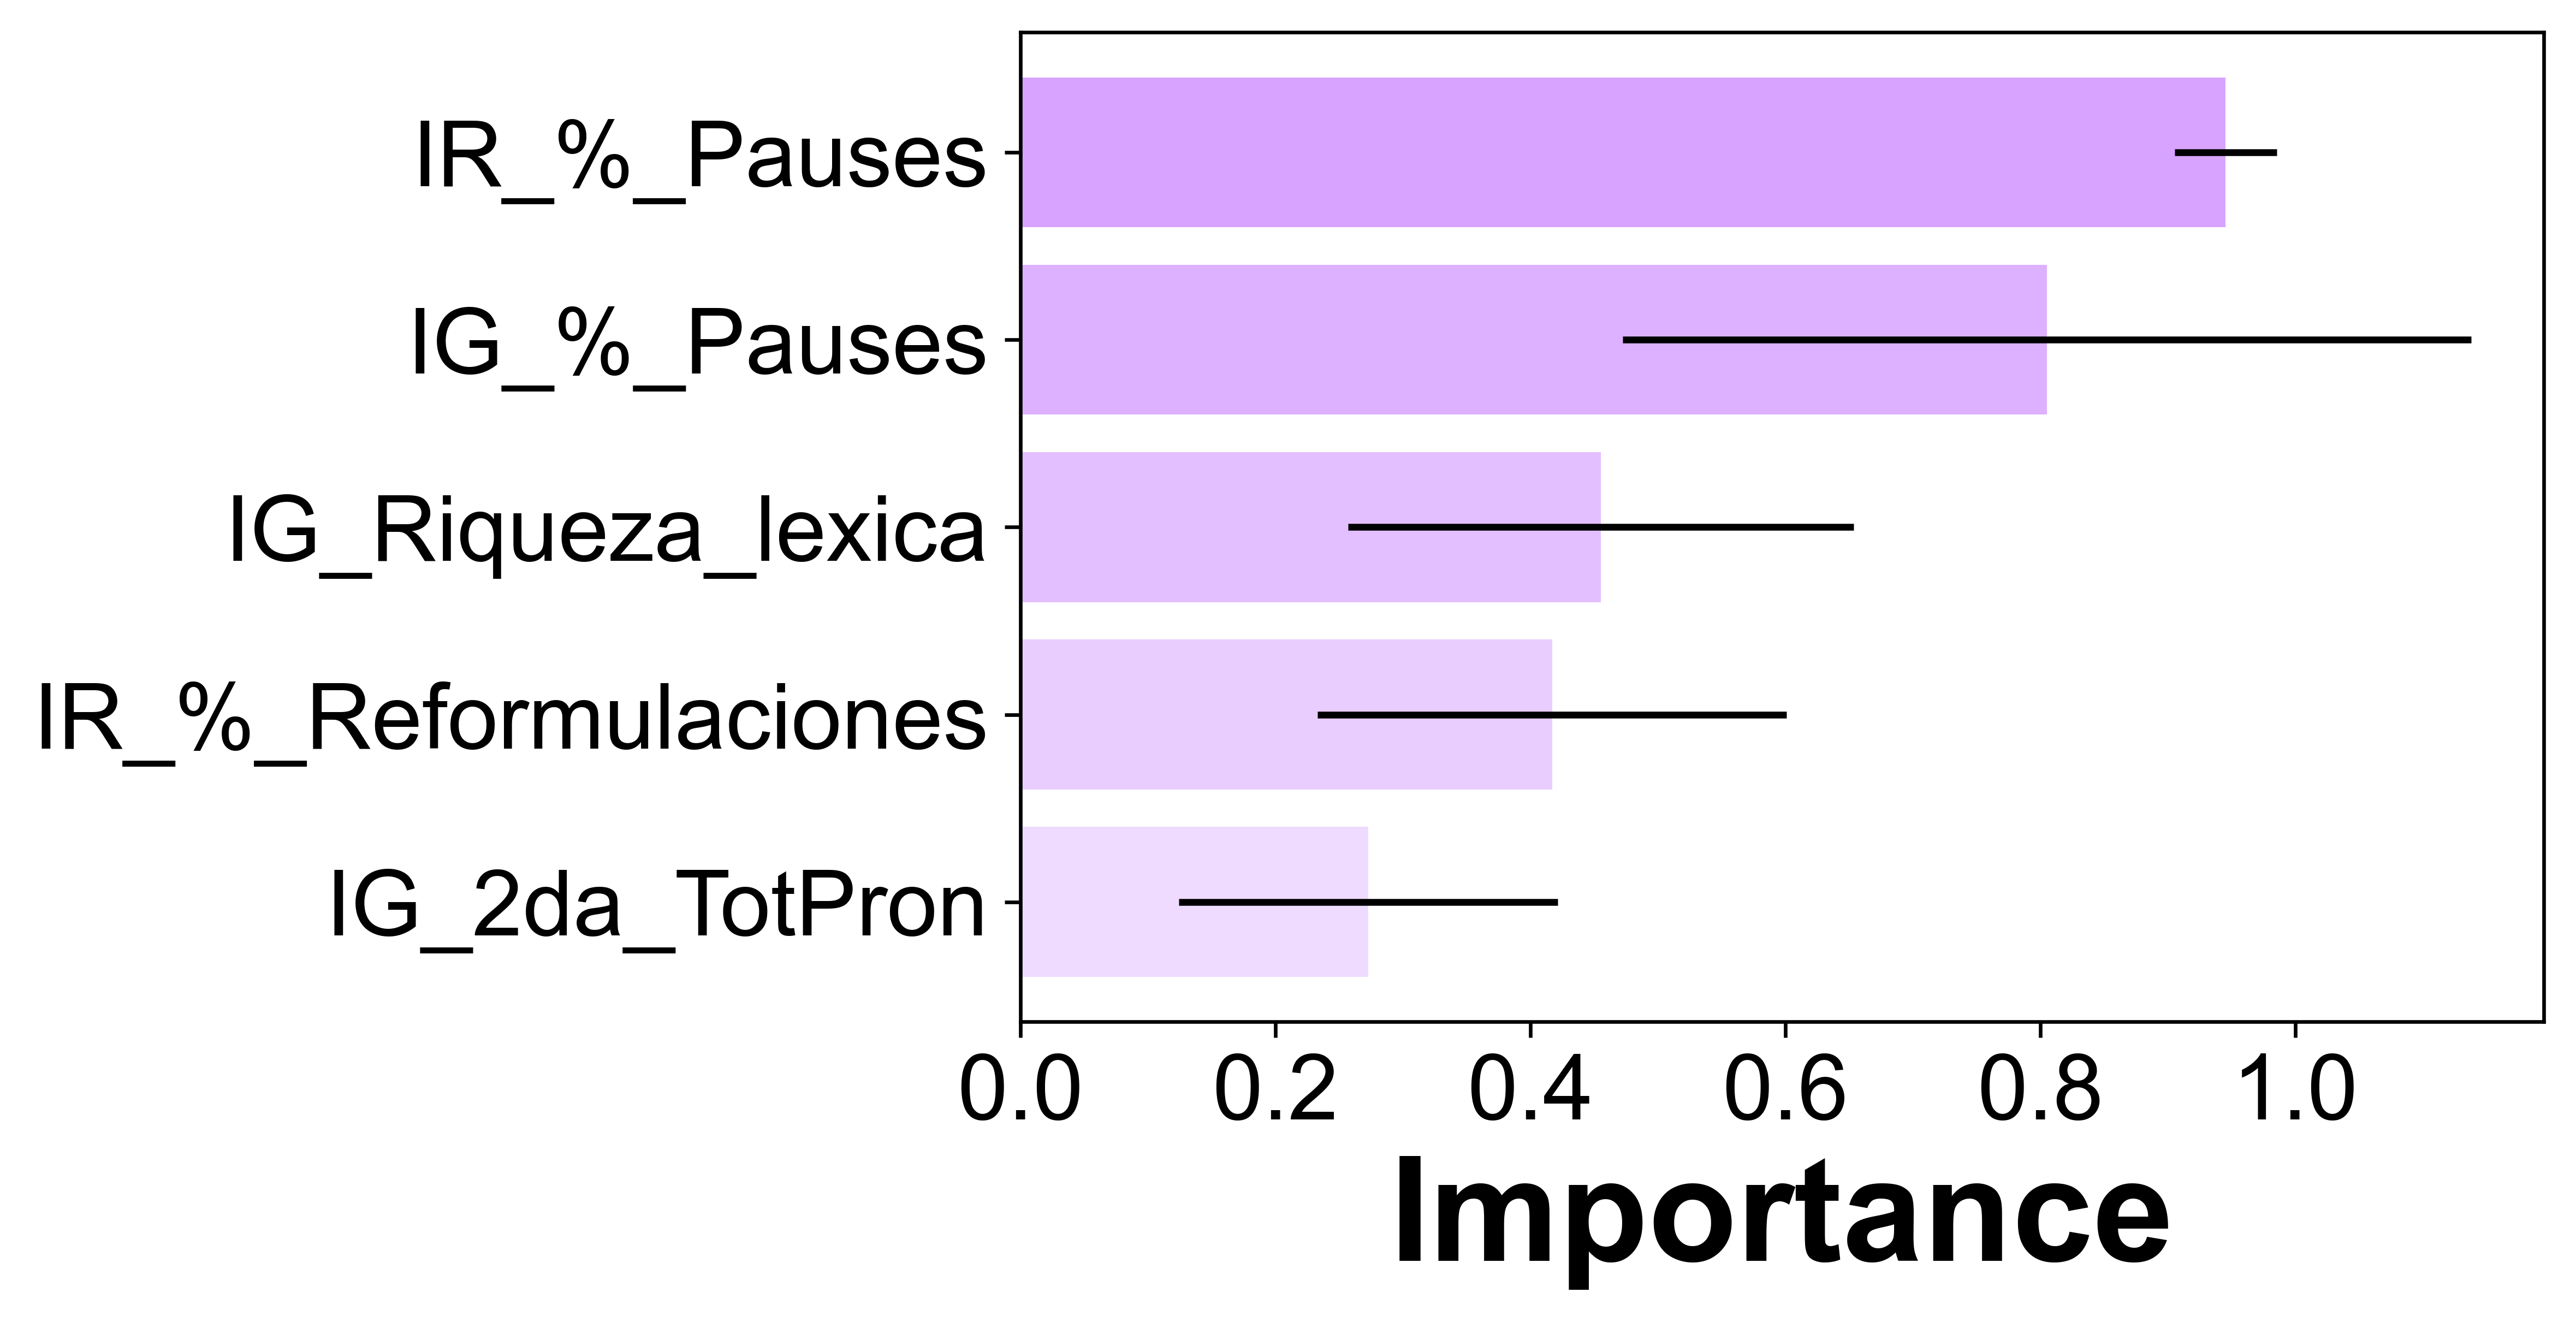 IR_%_Pauses
IG_%_Pauses
IG_Riqueza_lexica
IR_%_Reformulaciones
IG_2da_TotPron
0.0 0.2 0.4 0.6 0.8 1.0
Importance